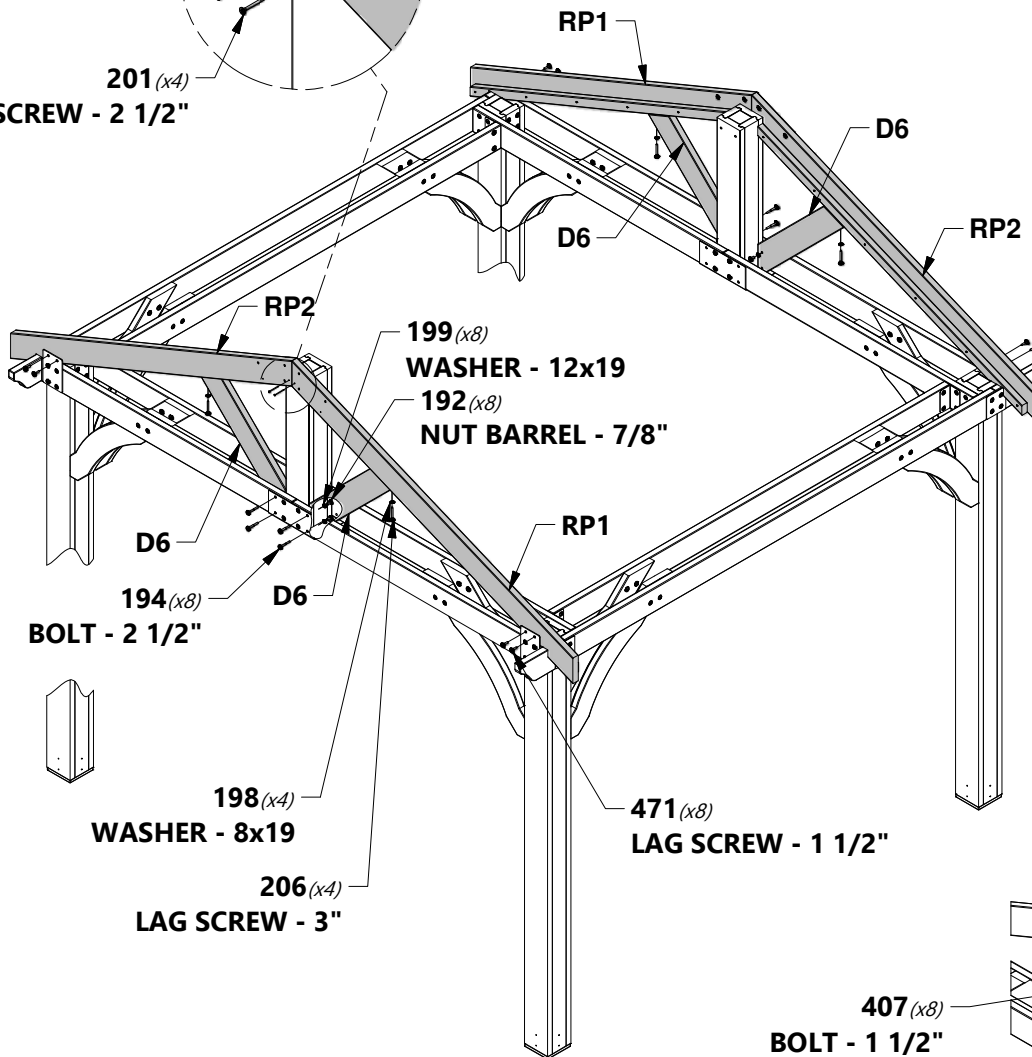 RP1
201(x4)
SCREW - 2 1/2"
D6
D6
RP2
RP2
199(x8)
WASHER - 12x19
192(x8)
NUT BARREL - 7/8"
D6
RP1
194(x8)
D6
BOLT - 2 1/2"
198(x4)
WASHER - 8x19
471(x8)
LAG SCREW - 1 1/2"
206(x4)
LAG SCREW - 3"
407(x8)
BOLT - 1 1/2"